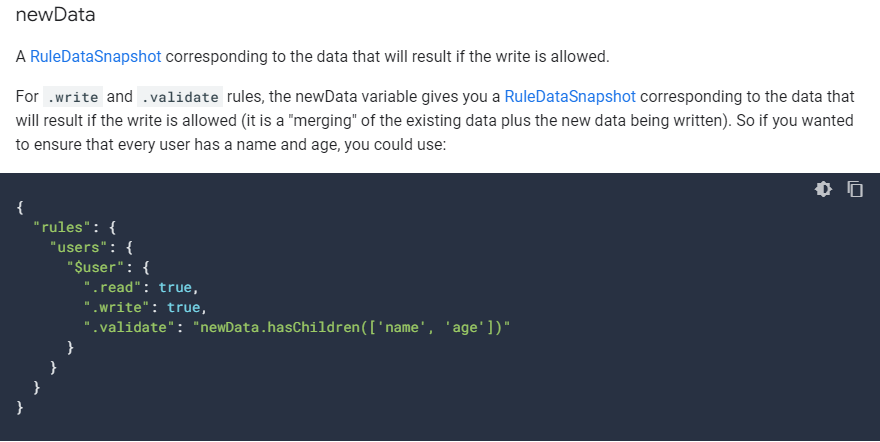 newData
A RuleDataSnapshot corresponding to the data that will result if the write is allowed.
For .write and .validate rules, the newData variable gives you a RuleDataSnapshot corresponding to the data that
will result if the write is allowed (it is a "merging" of the existing data plus the new data being written). So if you wanted
to ensure that every user has a name and age, you could use:
{
  "rules": {
    "users": {
      "$user": {
        ".read": true,
        ".write": true,
        ".validate": "newData.hasChildren(['name', 'age'])"
      }
    }
  }
}